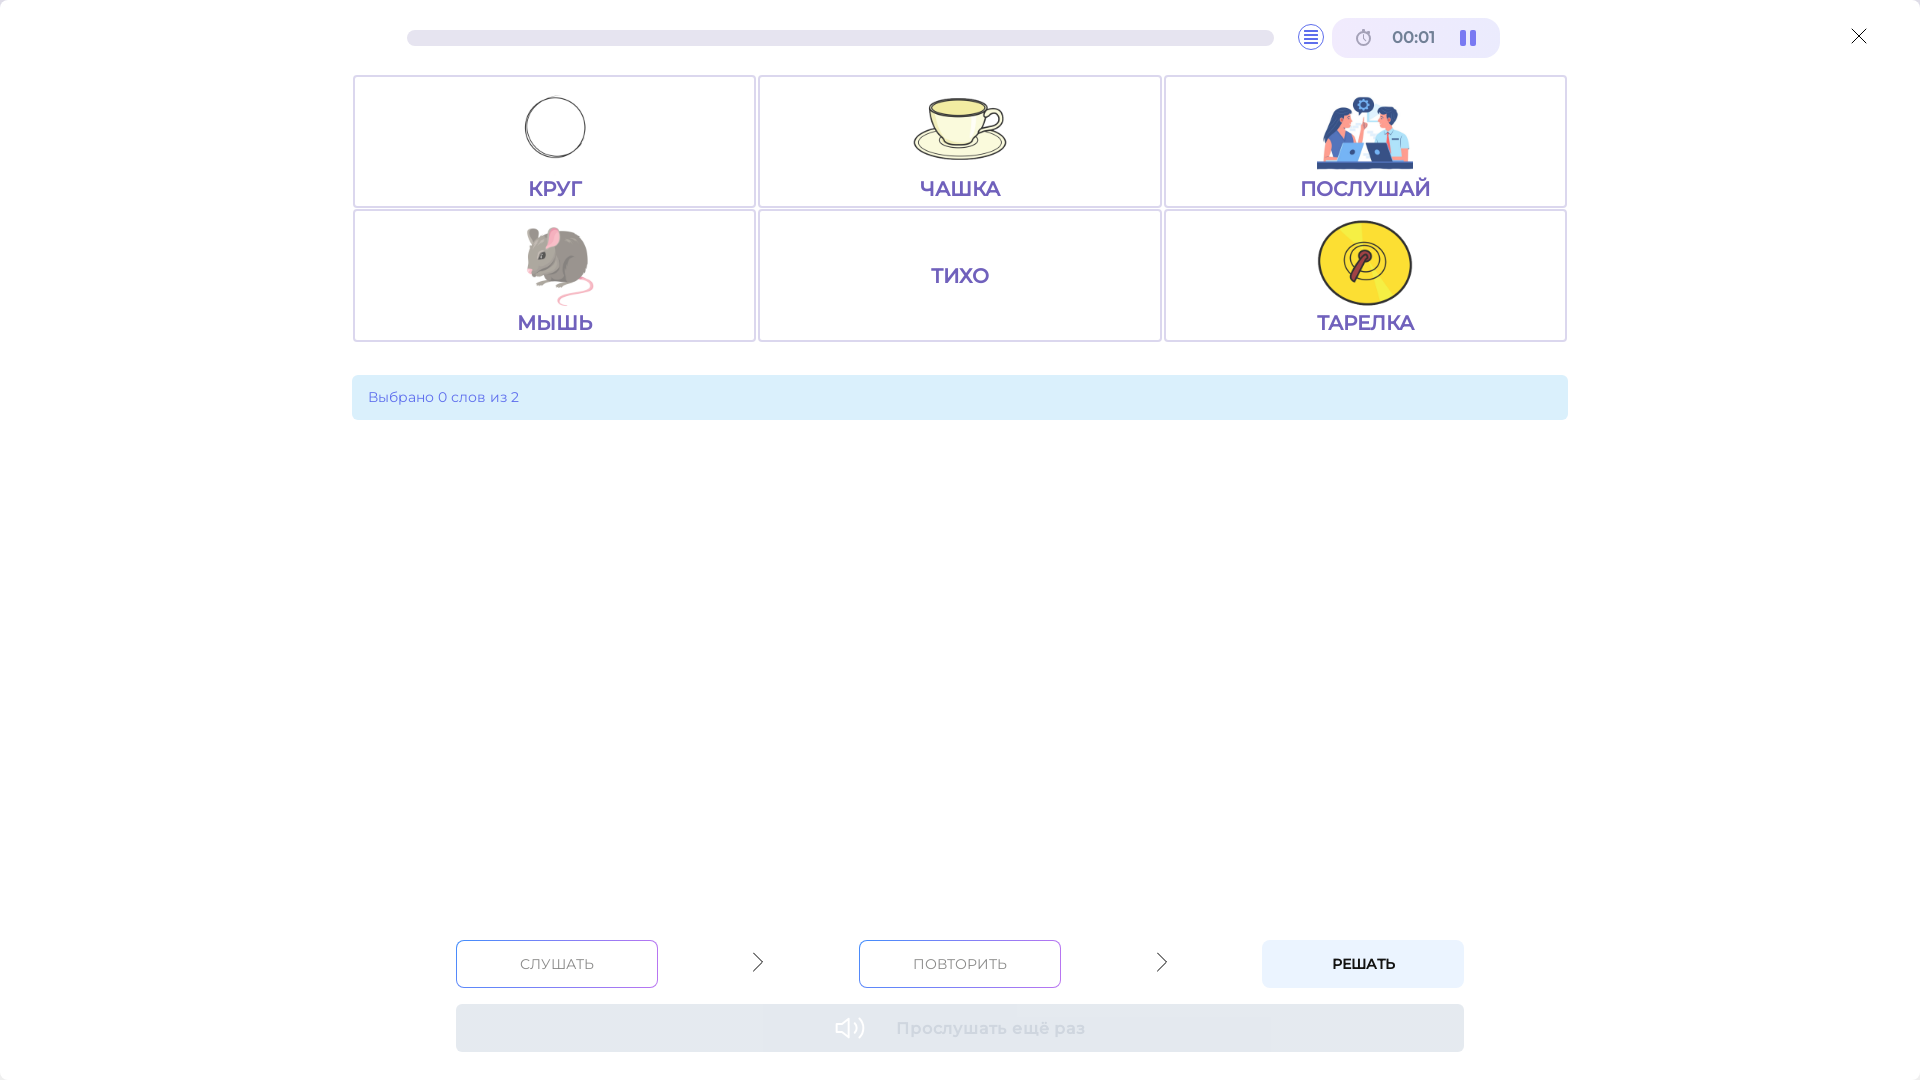 00:01
КРУГ
ЧАШКА
ПОСЛУШАЙ
МЫШЬ
ТИХО
ТАРЕЛКА
Выбрано 0 слов из 2
СЛУШАТЬ
ПОВТОРИТЬ
РЕШАТЬ
Прослушать ещё раз